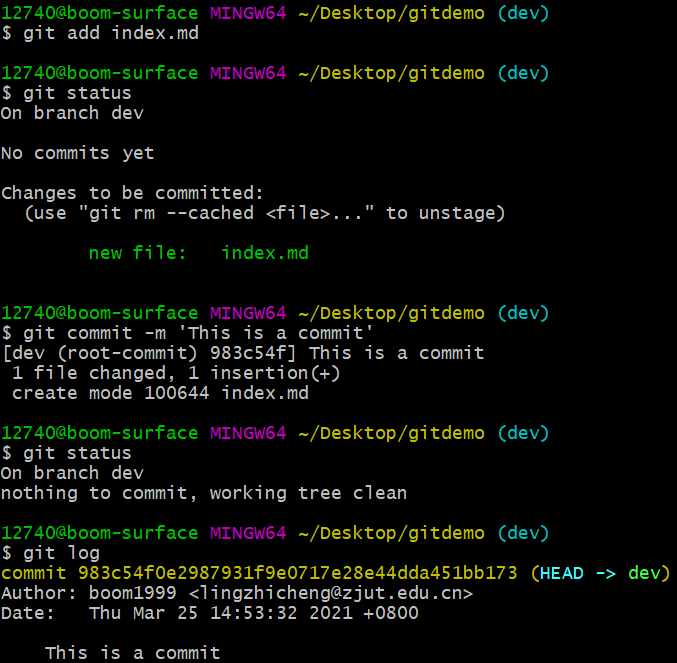 12740@boom-surface MINGW64 ~/Desktop/gitdemo (dev)
$ git add index.md
12740@boom-surface MINGW64 ~/Desktop/gitdemo (dev)
$ git status
On branch dev
No commits yet
Changes to be committed:
  (use "git rm --cached <file>..." to unstage)
        new file:   index.md
12740@boom-surface MINGW64 ~/Desktop/gitdemo (dev)
$ git commit -m 'This is a commit'
[dev (root-commit) 983c54f] This is a commit
 1 file changed, 1 insertion(+)
 create mode 100644 index.md
12740@boom-surface MINGW64 ~/Desktop/gitdemo (dev)
$ git status
On branch dev
nothing to commit, working tree clean
12740@boom-surface MINGW64 ~/Desktop/gitdemo (dev)
$ git log
commit 983c54f0e2987931f9e0717e28e44dda451bb173 (HEAD -> dev)
Author: boom1999 <lingzhicheng@zjut.edu.cn>
Date:   Thu Mar 25 14:53:32 2021 +0800
    This is a commit